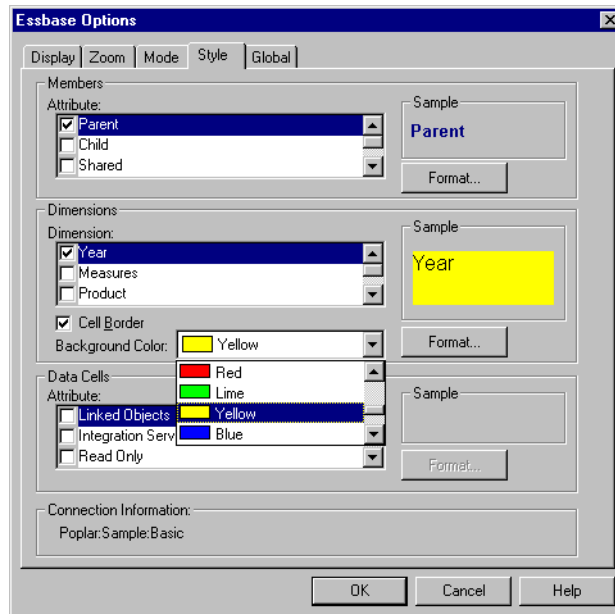 Essbase Options
Display Zoom Mode Style Global
Members
Attribute:
Parent
Child
Shared
Sample
Parent
Format...
Dimensions
Dimension:
Year
Measures
Product
Cell Border
Background Color: Yellow
Sample
Year
Format...
Red
Lime
Yellow
Blue
Data Cells
Attribute:
Linked Objects
Integration Serv
Read Only
Sample
Format...
Connection Information:
Poplar:Sample:Basic
OK Cancel Help